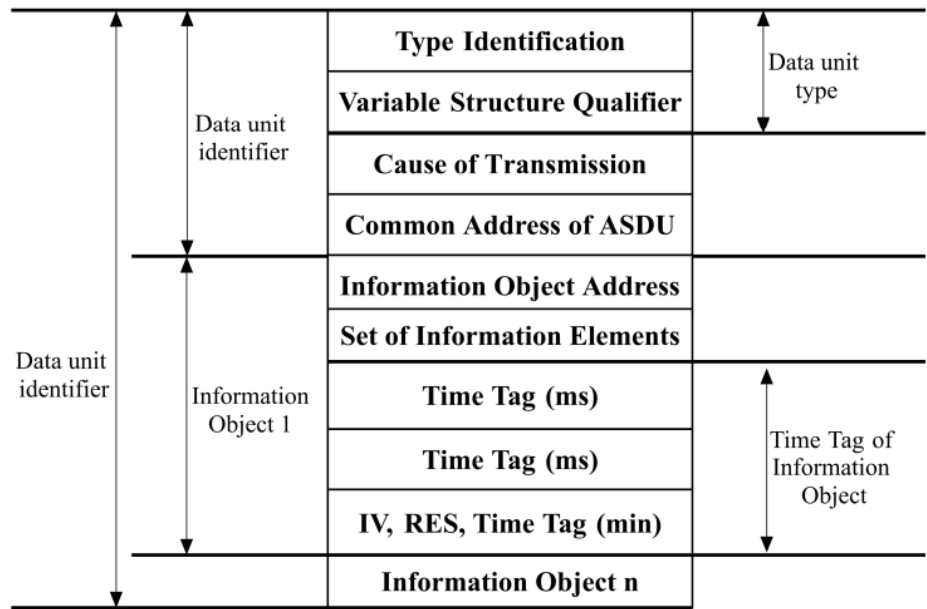 Type Identification
Data unit
type
Variable Structure Qualifier
Data unit
identifier
Cause of Transmission
Common Address of ASDU
Information Object Address
Set of Information Elements
Data unit
identifier
Information
Object 1
Time Tag (ms)
Time Tag (ms)
Time Tag of
Information
Object
IV, RES, Time Tag (min)
Information Object n